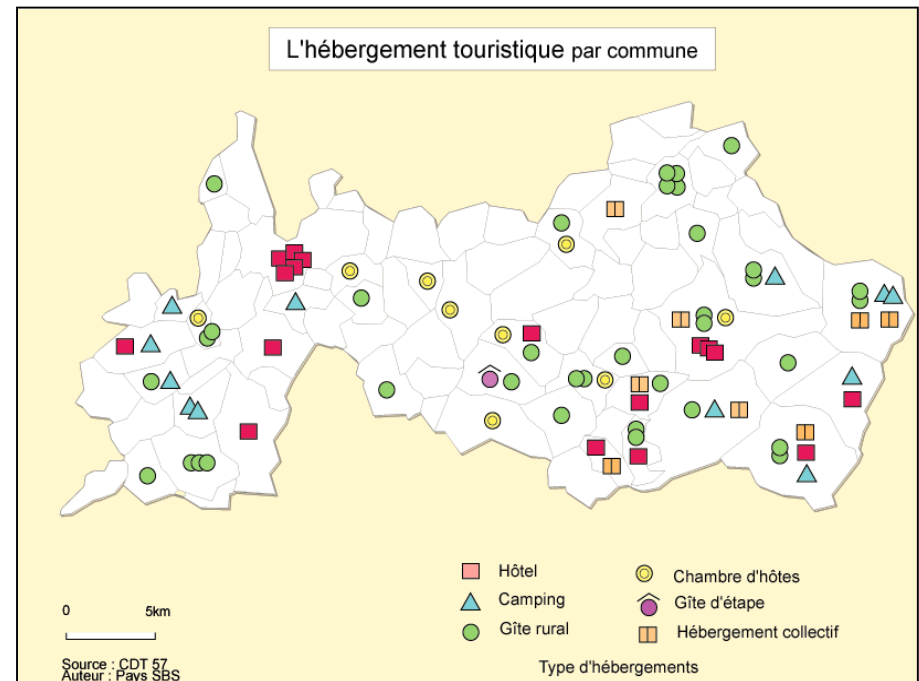 L'hébergement touristique par commune
Hôtel
Camping
Gîte rural
Chambre d'hôtes
Gîte d'étape
Hébergement collectif
Type d'hébergements
0 5km
Source : CDT 57
Auteur : Pays SBS